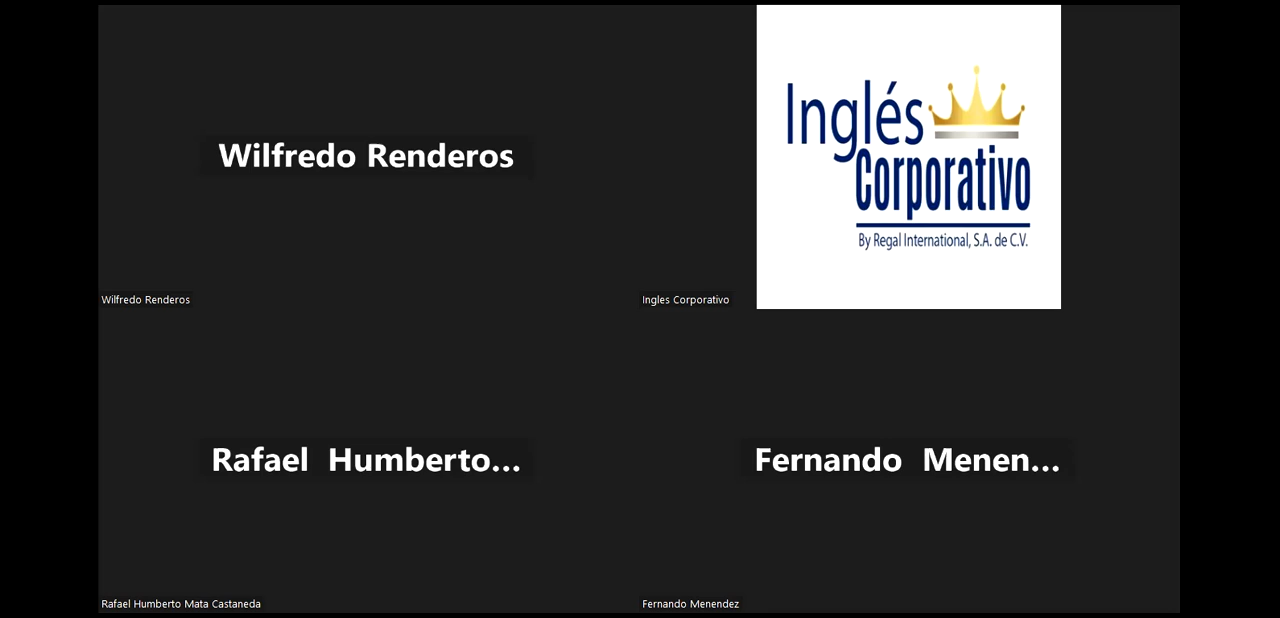 Wilfredo Renderos
Wilfredo Renderos
Inglés
Corporativo
By Regal International, S.A. de C.V.
Ingles Corporativo
Rafael Humberto...
Rafael Humberto Mata Castaneda
Fernando Menen...
Fernando Menendez